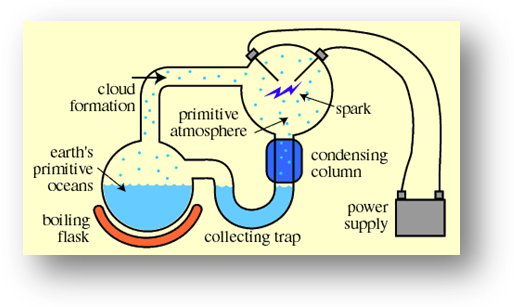 cloud
formation
primitive
atmosphere
spark
earth's
primitive
oceans
condensing
column
boiling
flask
collecting trap
power
supply